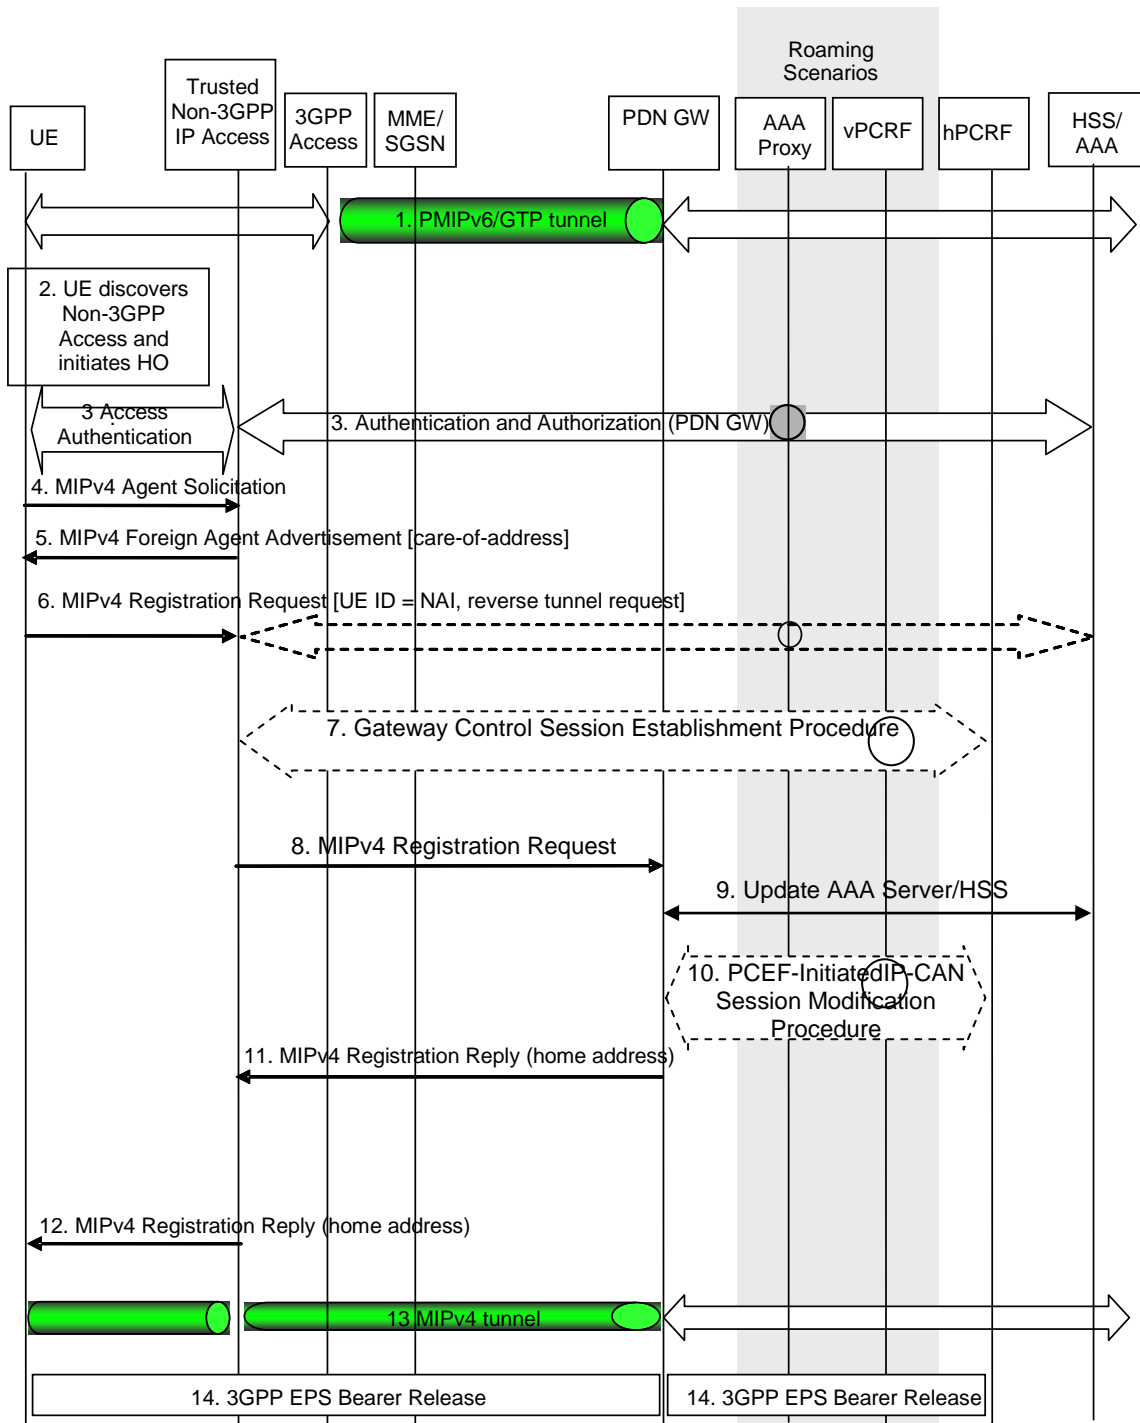 Roaming
Scenarios
UE
Trusted
Non-3GPP
IP Access
3GPP
Access
MME/
SGSN
PDN GW
AAA
Proxy
vPCRF
hPCRF
HSS/
AAA
1. PMIPv6/GTP tunnel
2. UE discovers
Non-3GPP
Access and
initiates HO
3 Access
Authentication
3. Authentication and Authorization (PDN GW)
4. MIPv4 Agent Solicitation
5. MIPv4 Foreign Agent Advertisement [care-of-address]
6. MIPv4 Registration Request [UE ID = NAI, reverse tunnel request]
7. Gateway Control Session Establishment Procedure
8. MIPv4 Registration Request
9. Update AAA Server/HSS
10. PCEF-InitiatedIP-CAN
Session Modification
Procedure
11. MIPv4 Registration Reply (home address)
12. MIPv4 Registration Reply (home address)
13 MIPv4 tunnel
14. 3GPP EPS Bearer Release
14. 3GPP EPS Bearer Release